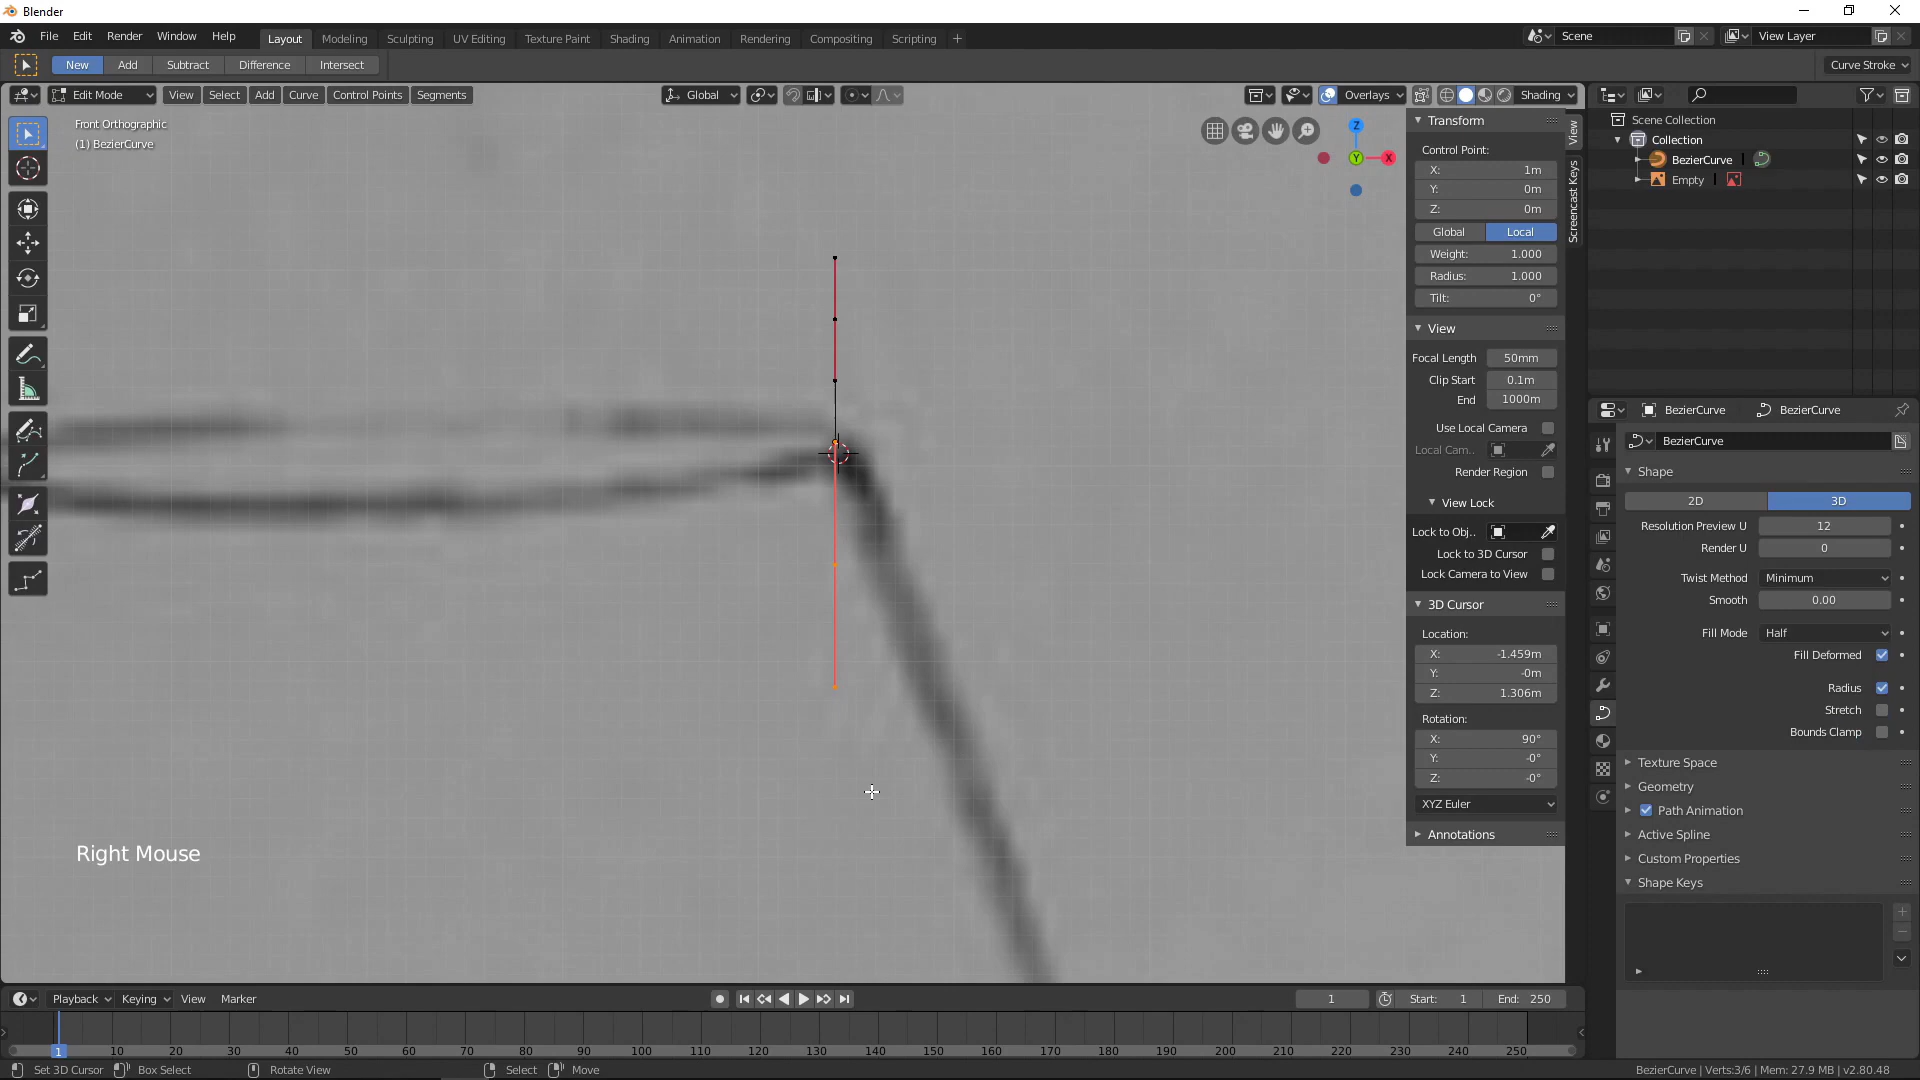 Blender
File Edit Render Window Help Layout Modeling Sculpting UV Editing Texture Paint Shading Animation Rendering Compositing Scripting + Scene View Layer
New Add Subtract Difference Intersect Curve Stroke
Edit Mode View Select Add Curve Control Points Segments Global Overlays Shading
Front Orthographic
(1) BezierCurve
Z
Y
X
Transform
Control Point:
X: 1m
Y: 0m
Z: 0m
Global Local
Weight: 1.000
Radius: 1.000
Tilt: 0°
View
Focal Length 50mm
Clip Start 0.1m
End 1000m
Use Local Camera
Local Cam..
Render Region
View Lock
Lock to Obj..
Lock to 3D Cursor
Lock Camera to View
3D Cursor
Location:
X: -1.459m
Y: -0m
Z: 1.306m
Rotation:
X: 90°
Y: -0°
Z: -0°
XYZ Euler
Annotations
View
Screencast Keys
Scene Collection
Collection
BezierCurve
Empty
BezierCurve BezierCurve
BezierCurve
Shape
2D 3D
Resolution Preview U 12
Render U 0
Twist Method Minimum
Smooth 0.00
Fill Mode Half
Fill Deformed
Radius
Stretch
Bounds Clamp
Texture Space
Geometry
Path Animation
Active Spline
Custom Properties
Shape Keys
Right Mouse
Playback Keying View Marker 1 Start: 1 End: 250
1 10 20 30 40 50 60 70 80 90 100 110 120 130 140 150 160 170 180 190 200 210 220 230 240 250
Set 3D Cursor Box Select Rotate View Select Move BezierCurve | Verts:3/6 | Mem: 27.9 MB | v2.80.48